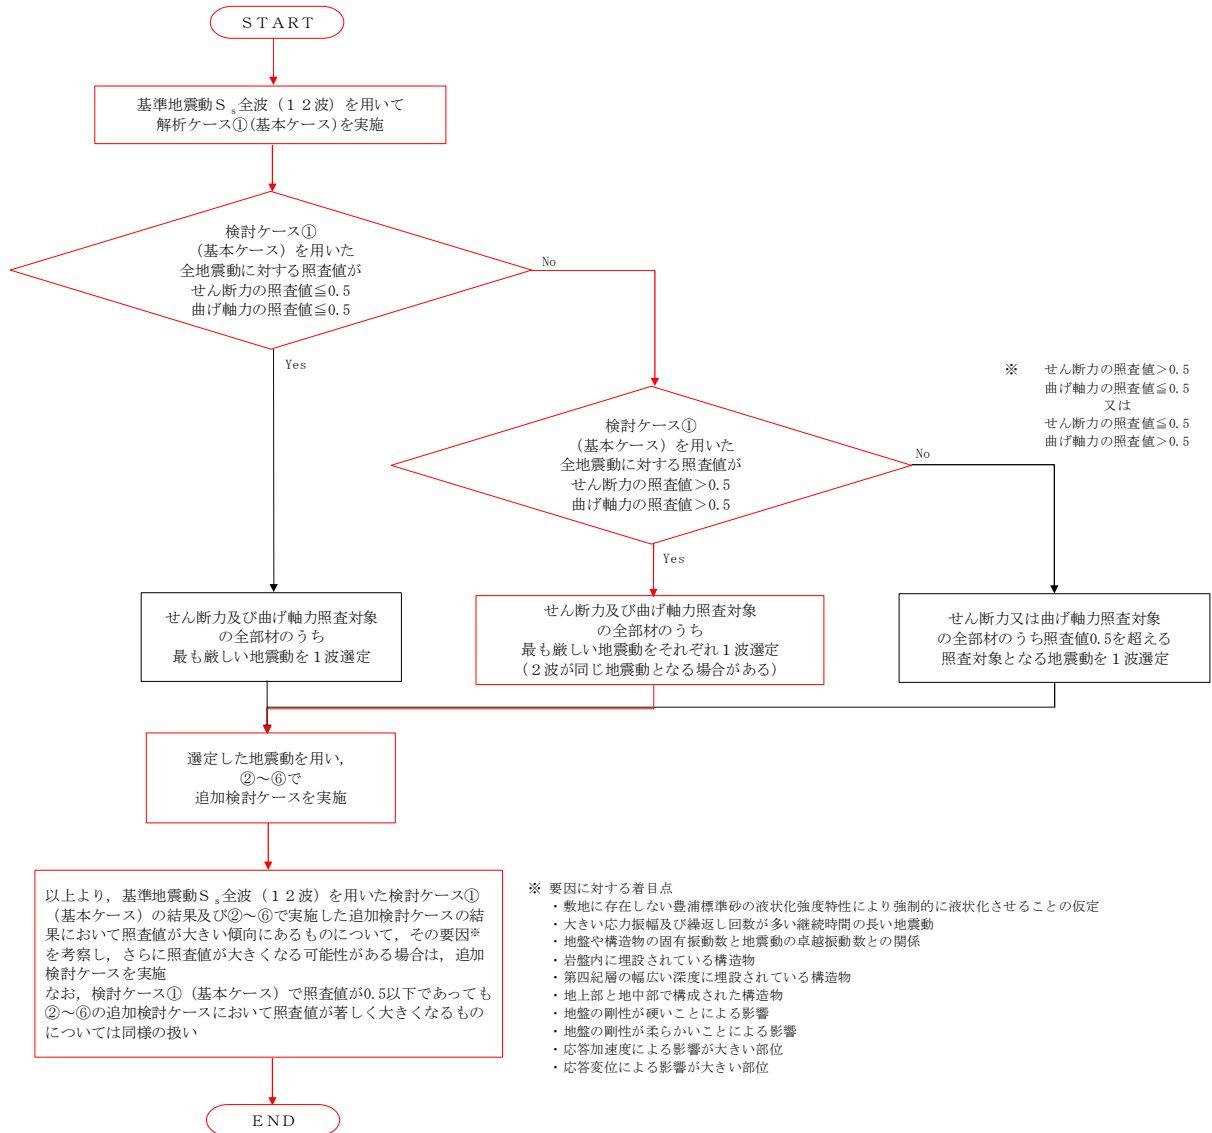 ＳＴＡＲＴ
基準地震動Ｓｓ全波（１２波）を用いて
解析ケース①(基本ケース)を実施
検討ケース①
（基本ケース）を用いた
全地震動に対する照査値が
せん断力の照査値≦0.5
曲げ軸力の照査値≦0.5
No
Yes
※　せん断力の照査値＞0.5
曲げ軸力の照査値≦0.5
又は
せん断力の照査値≦0.5
曲げ軸力の照査値＞0.5
検討ケース①
（基本ケース）を用いた
全地震動に対する照査値が
せん断力の照査値＞0.5
曲げ軸力の照査値＞0.5
No
Yes
せん断力及び曲げ軸力照査対象
の全部材のうち
最も厳しい地震動を１波選定
せん断力及び曲げ軸力照査対象
の全部材のうち
最も厳しい地震動をそれぞれ１波選定
（２波が同じ地震動となる場合がある）
せん断力又は曲げ軸力照査対象
の全部材のうち照査値0.5を超える
照査対象となる地震動を１波選定
選定した地震動を用い，
②～⑥で
追加検討ケースを実施
以上より，基準地震動Ｓｓ全波（１２波）を用いた検討ケース①
（基本ケース）の結果及び②～⑥で実施した追加検討ケースの結
果において照査値が大きい傾向にあるものについて，その要因※
を考察し，さらに照査値が大きくなる可能性がある場合は，追加
検討ケースを実施
なお，検討ケース①（基本ケース）で照査値が0.5以下であっても
②～⑥の追加検討ケースにおいて照査値が著しく大きくなるもの
については同様の扱い
※ 要因に対する着目点
・敷地に存在しない豊浦標準砂の液状化強度特性により強制的に液状化させることの仮定
・大きい応力振幅及び繰返し回数が多い継続時間の長い地震動
・地盤や構造物の固有振動数と地震動の卓越振動数との関係
・岩盤内に埋設されている構造物
・第四紀層の幅広い深度に埋設されている構造物
・地上部と地中部で構成された構造物
・地盤の剛性が硬いことによる影響
・地盤の剛性が柔らかいことによる影響
・応答加速度による影響が大きい部位
・応答変位による影響が大きい部位
ＥＮＤ